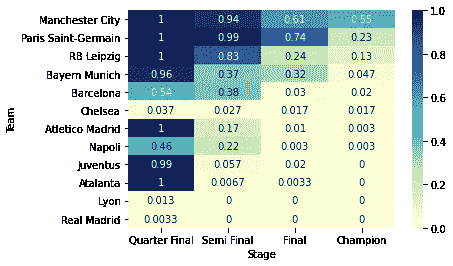 Manchester City 1 0.94 0.61 0.55
Paris Saint-Germain 1 0.99 0.74 0.23
RB Leipzig 1 0.83 0.24 0.13
Bayern Munich 0.96 0.37 0.32 0.047
Barcelona 0.54 0.38 0.03 0.02
Chelsea 0.037 0.027 0.017 0.017
Atletico Madrid 1 0.17 0.01 0.003
Napoli 0.46 0.22 0.003 0.003
Juventus 0.99 0.057 0.02 0
Atalanta 1 0.0067 0.0033 0
Lyon 0.013 0 0 0
Real Madrid 0.0033 0 0 0
Quarter Final Semi Final Final Champion
Stage
Team
1.0
0.8
0.6
0.4
0.2
0.0